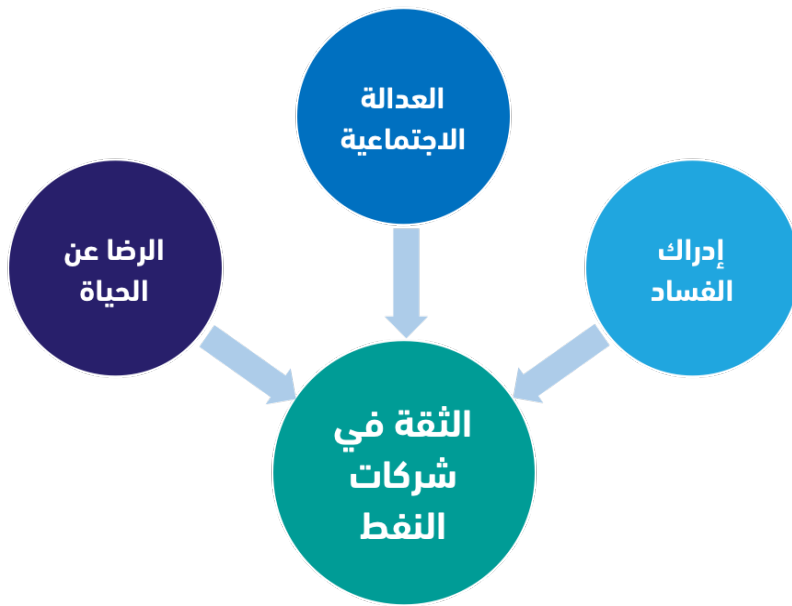 العدالة
الاجتماعية
إدراك
الفساد
الرضا عن
الحياة
الثقة في
شركات
النفط